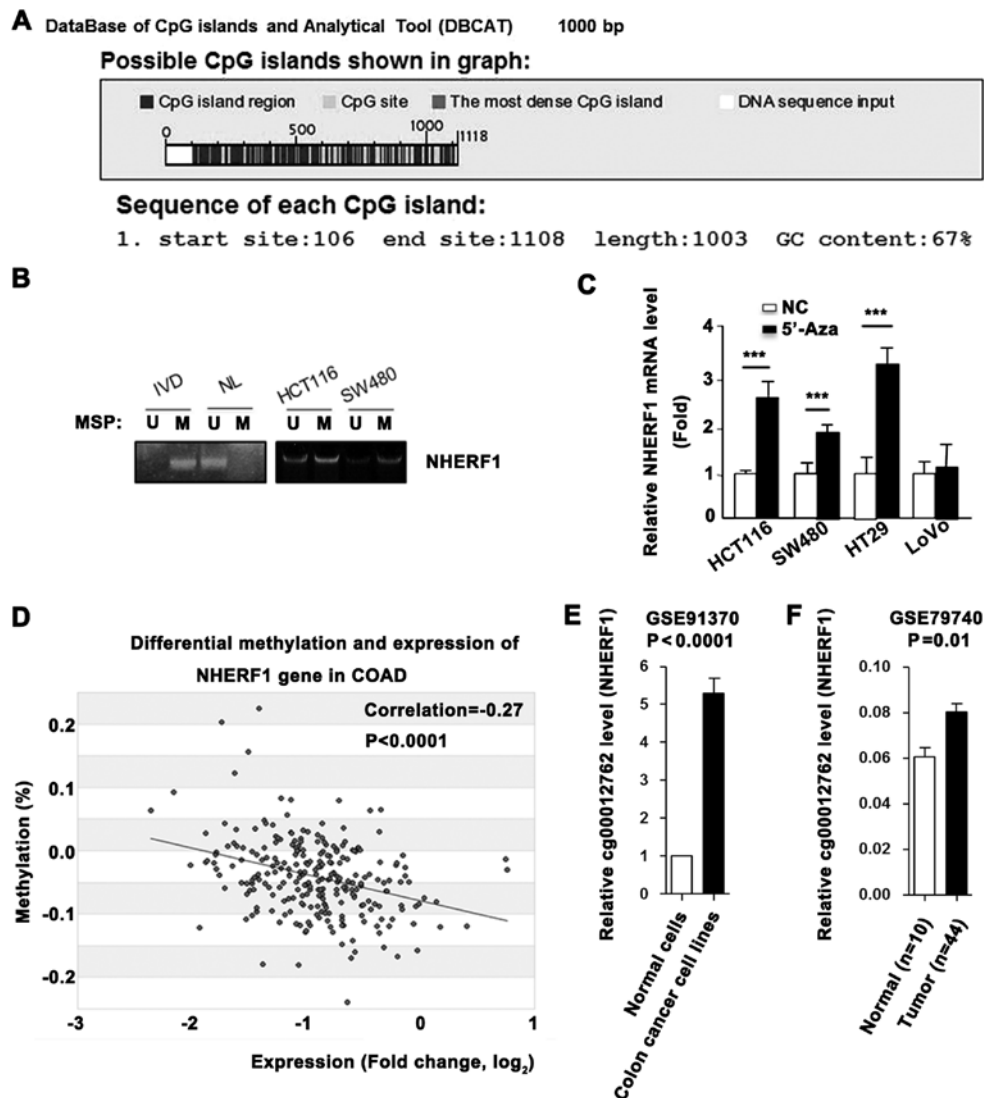 A DataBase of CpG islands and Analytical Tool (DBCAT) 1000 bp
Possible CpG islands shown in graph:
CpG island region CpG site The most dense CpG island DNA sequence input
0 500 1000 1118
Sequence of each CpG island:
1. start site:106 end site:1108 length:1003 GC content:67%
B
IVD NL HCT116 SW480
MSP: U M U M U M U M
NHERF1
C
NC
5'-Aza
Relative NHERF1 mRNA level
(Fold)
4
3
2
1
0
*** *** ***
HCT116 SW480 HT29 LoVo
D
Differential methylation and expression of
NHERF1 gene in COAD
Correlation=-0.27
P<0.0001
Methylation (%)
0.2
0.1
0.0
-0.1
-0.2
-3 -2 -1 0 1
Expression (Fold change, log₂)
E
GSE91370
P<0.0001
Relative cg00012762 level (NHERF1)
6
5
4
3
2
1
0
Normal cells
Colon cancer cell lines
F
GSE79740
P=0.01
Relative cg00012762 level (NHERF1)
0.10
0.08
0.06
0.04
0.02
0.00
Normal (n=10)
Tumor (n=44)